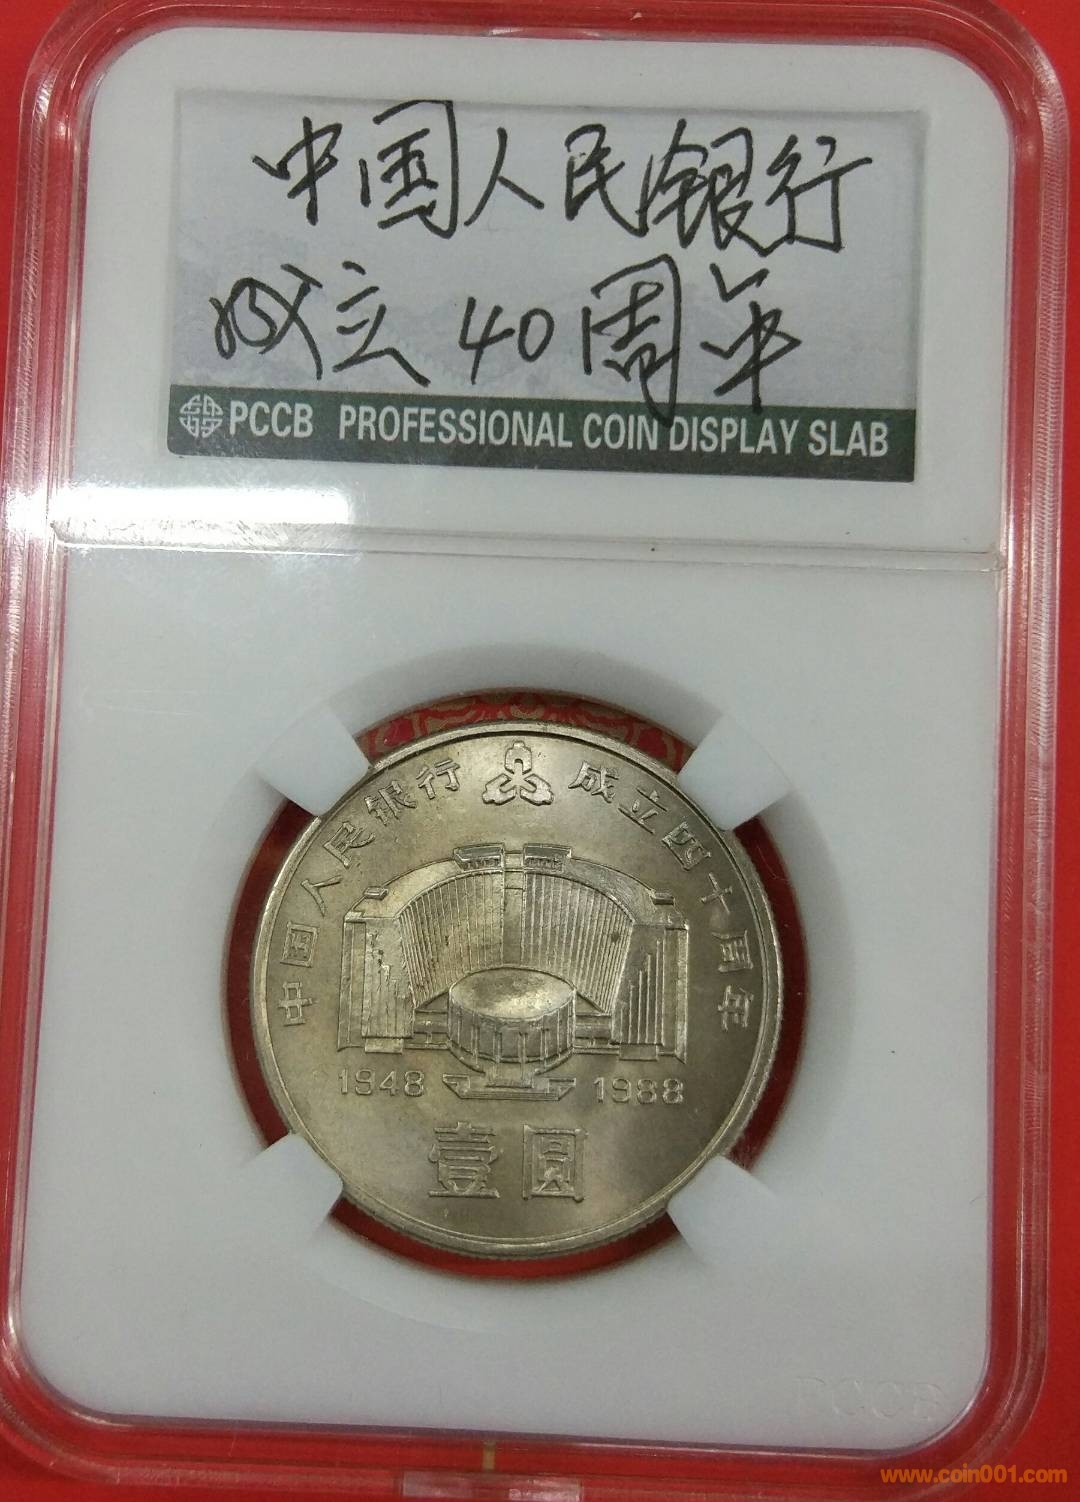 中国人民银行
成立40周年
PCCB PROFESSIONAL COIN DISPLAY SLAB
中国人民银行 成立四十周年
1948 1988
壹圆
PCCB
www.coin001.com